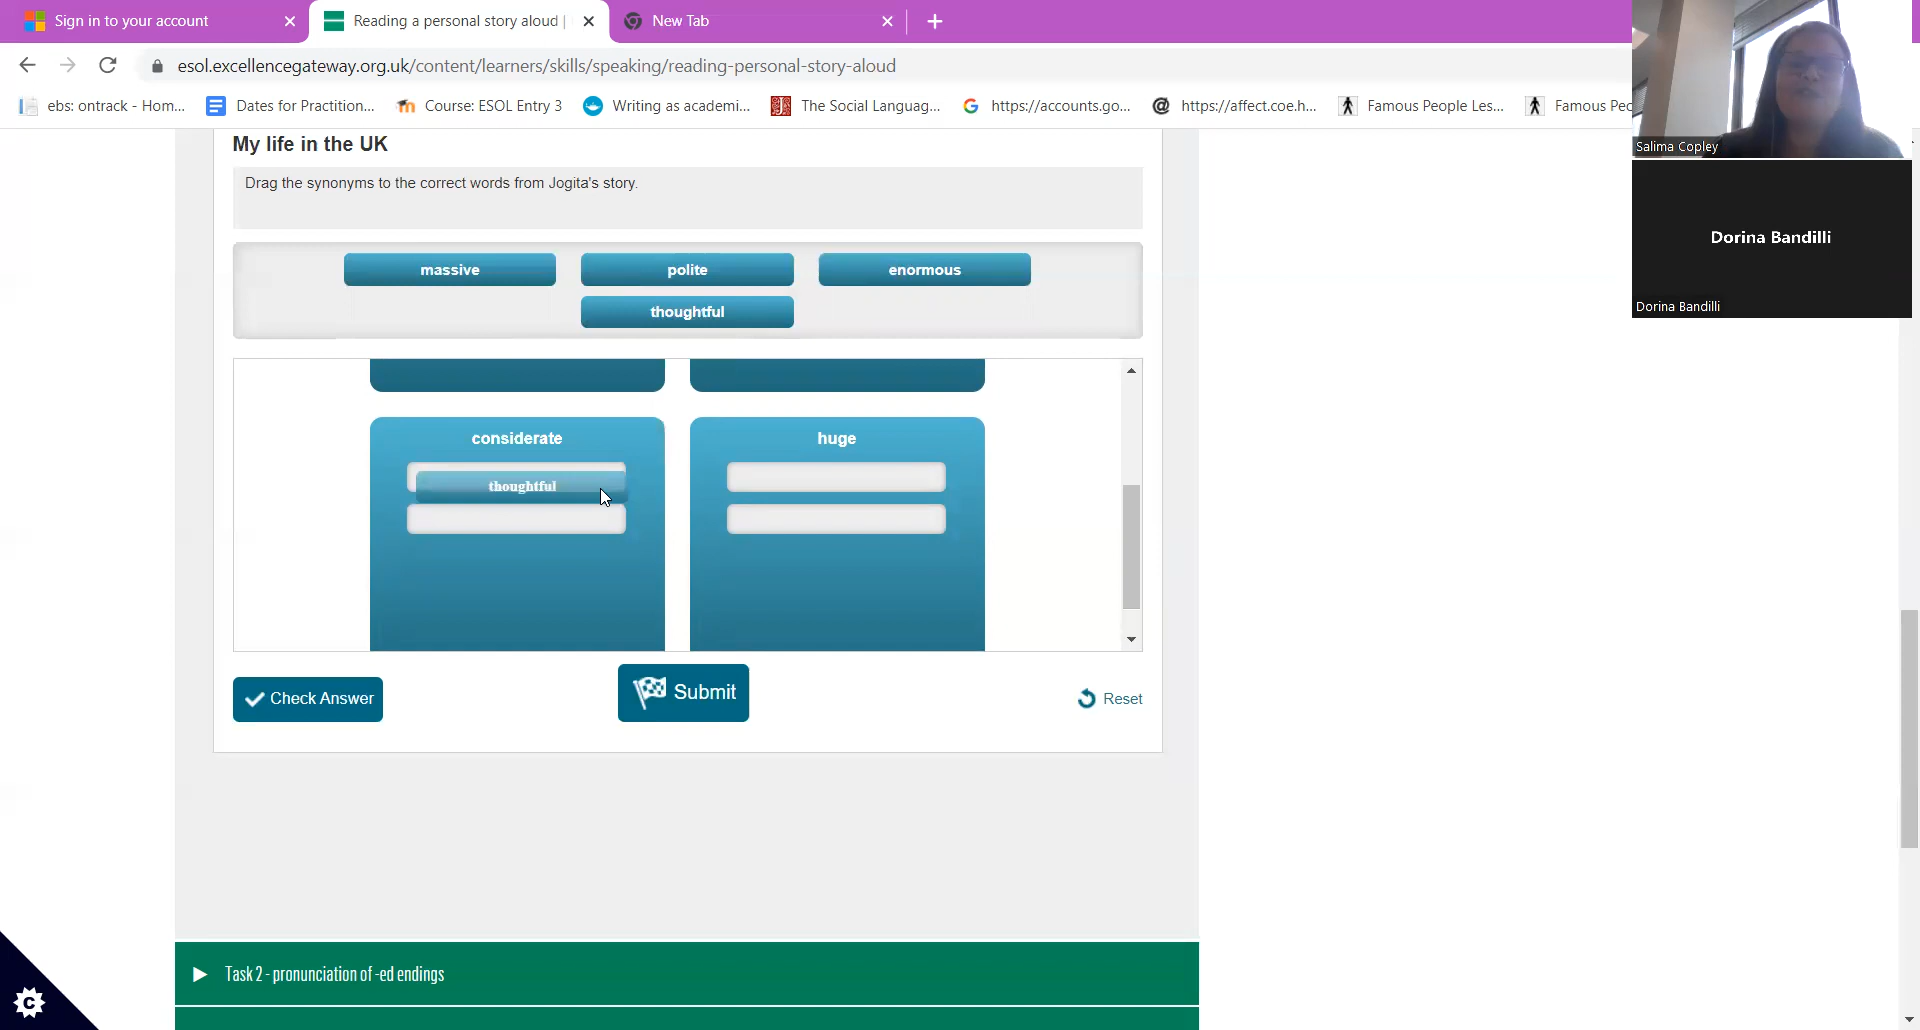 Sign in to your account
Reading a personal story aloud |
New Tab
esol.excellencegateway.org.uk/content/learners/skills/speaking/reading-personal-story-aloud
ebs: ontrack - Hom...
Dates for Practition...
Course: ESOL Entry 3
Writing as academi...
The Social Languag...
https://accounts.go...
https://affect.coe.h...
Famous People Les...
Famous Peo
Salima Copley
Dorina Bandilli
Dorina Bandilli
My life in the UK
Drag the synonyms to the correct words from Jogita's story.
massive
polite
enormous
thoughtful
considerate
huge
thoughtful
Check Answer
Submit
Reset
Task 2 - pronunciation of -ed endings